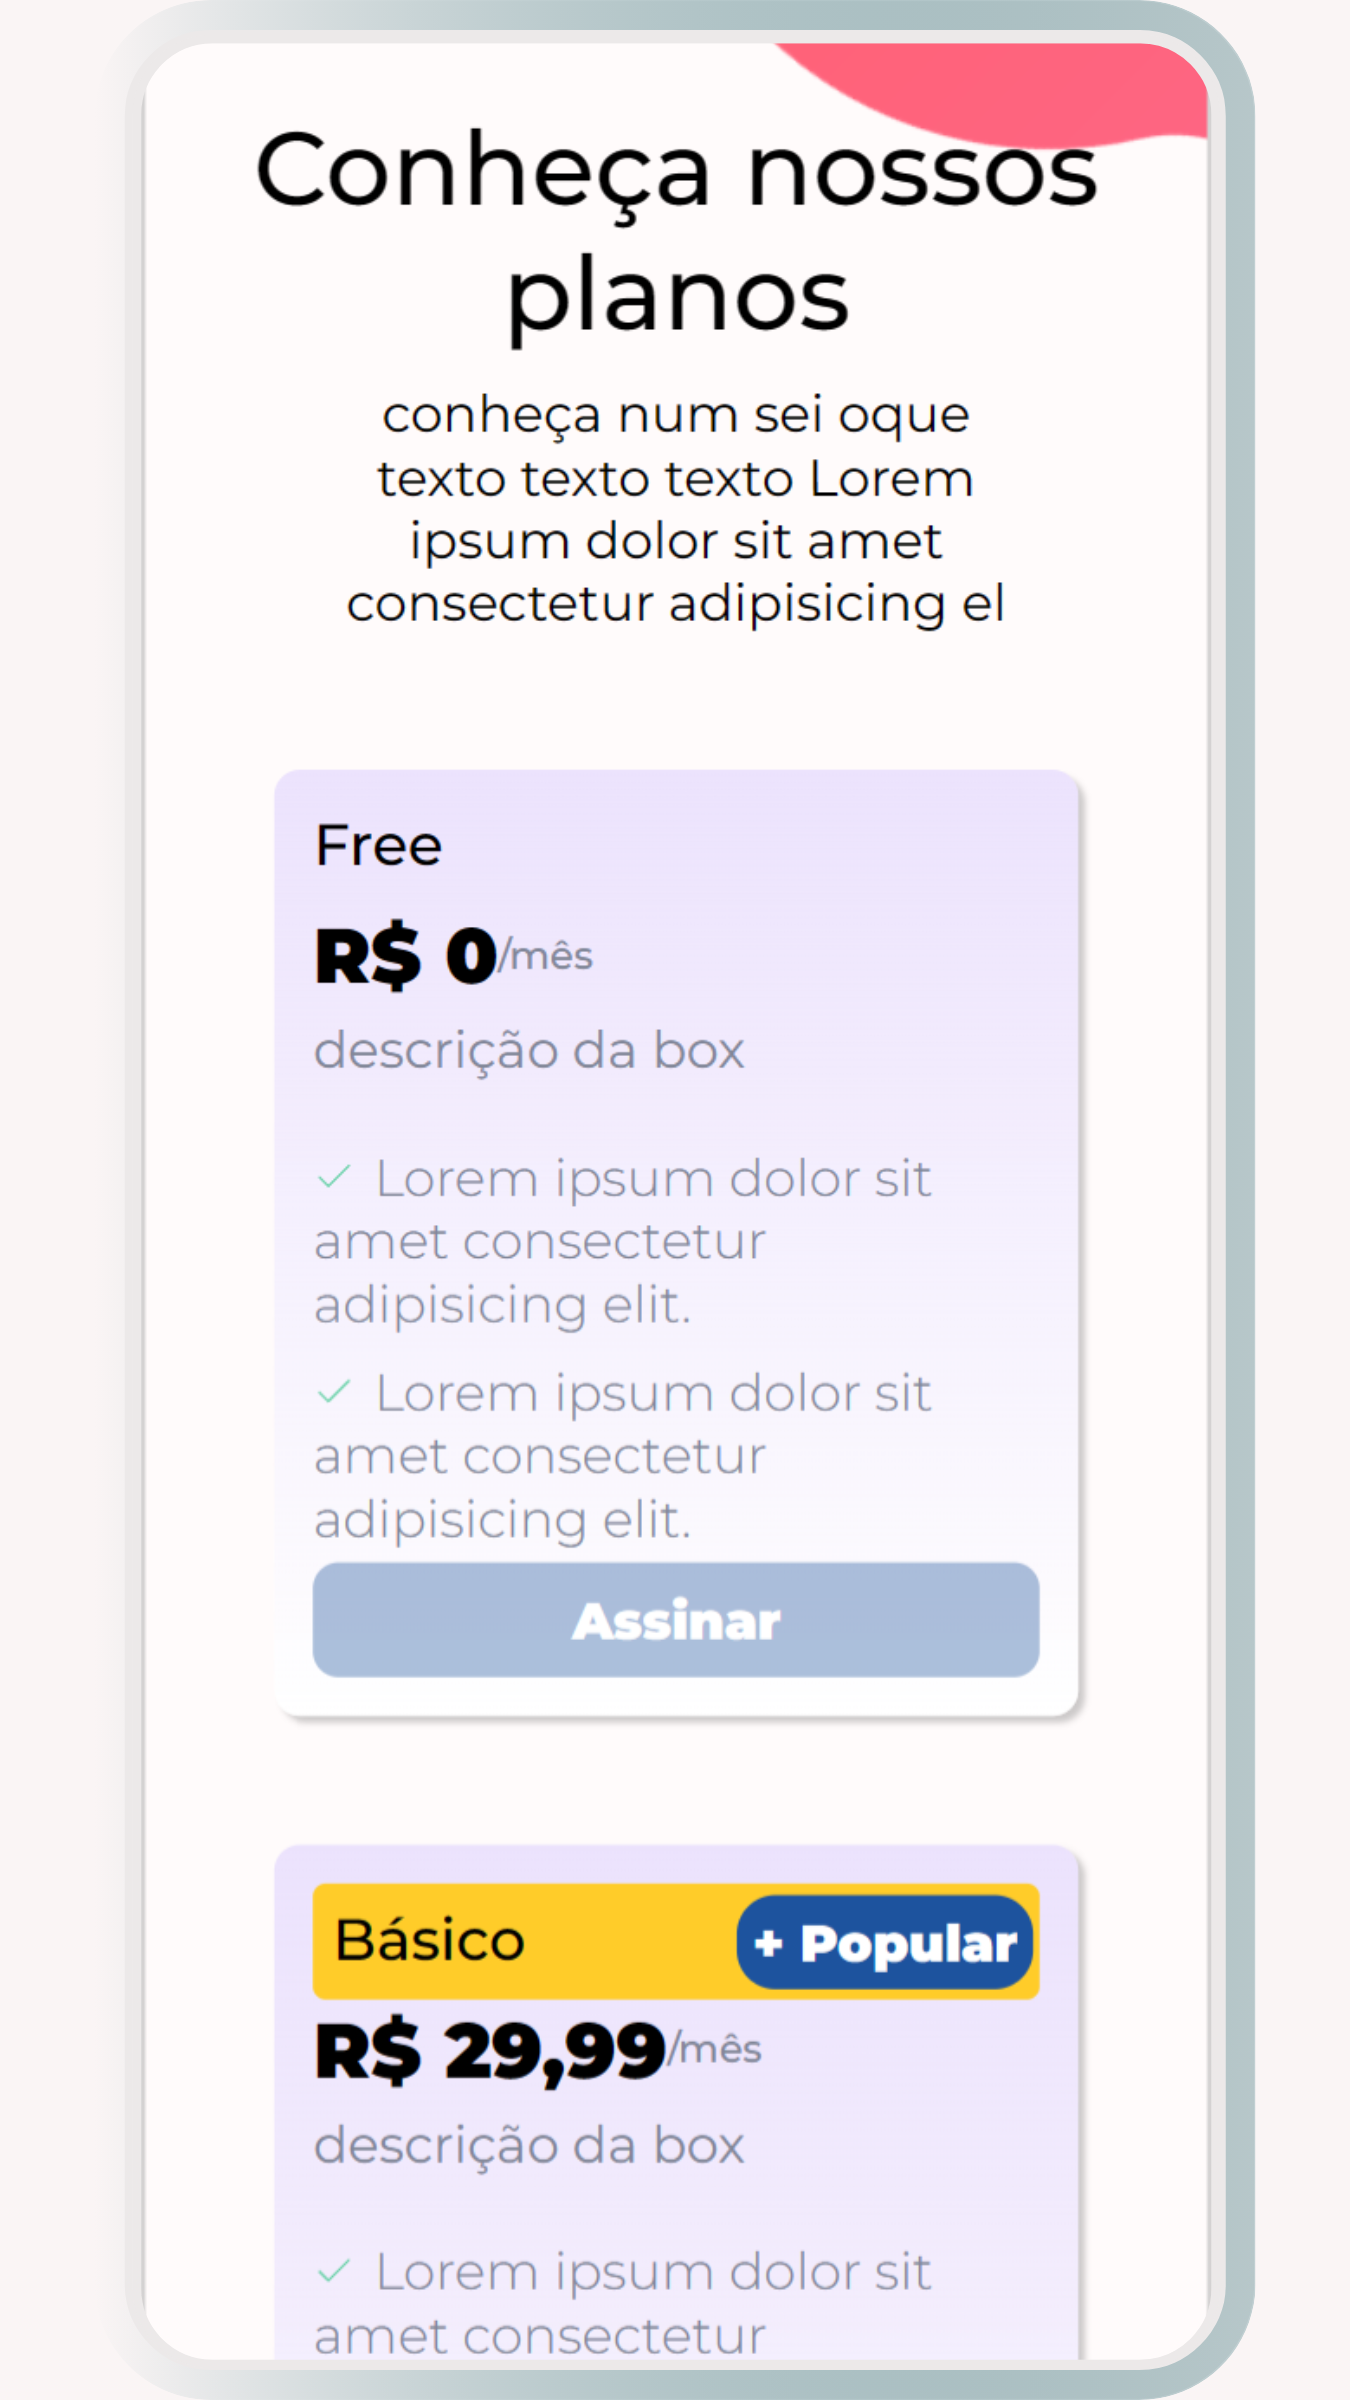 Conheça nossos
planos
conheça num sei oque
texto texto texto Lorem
ipsum dolor sit amet
consectetur adipisicing el
Free
R$ 0/mês
descrição da box
Lorem ipsum dolor sit
amet consectetur
adipisicing elit.
Lorem ipsum dolor sit
amet consectetur
adipisicing elit.
Assinar
Básico + Popular
R$ 29,99/mês
descrição da box
Lorem ipsum dolor sit
amet consectetur